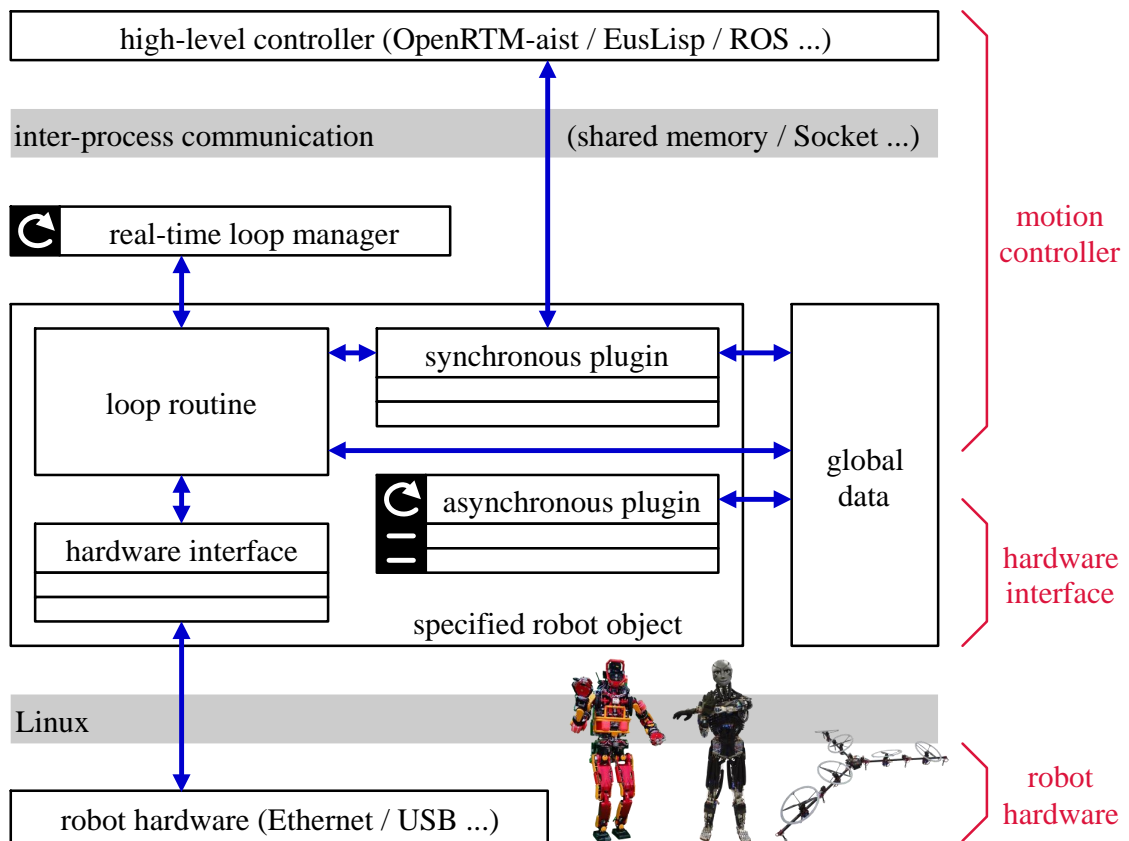 high-level controller (OpenRTM-aist / EusLisp / ROS ...)
inter-process communication (shared memory / Socket ...)
real-time loop manager
motion
controller
synchronous plugin
loop routine
global
data
asynchronous plugin
hardware interface
hardware
interface
specified robot object
Linux
robot hardware (Ethernet / USB ...)
robot
hardware